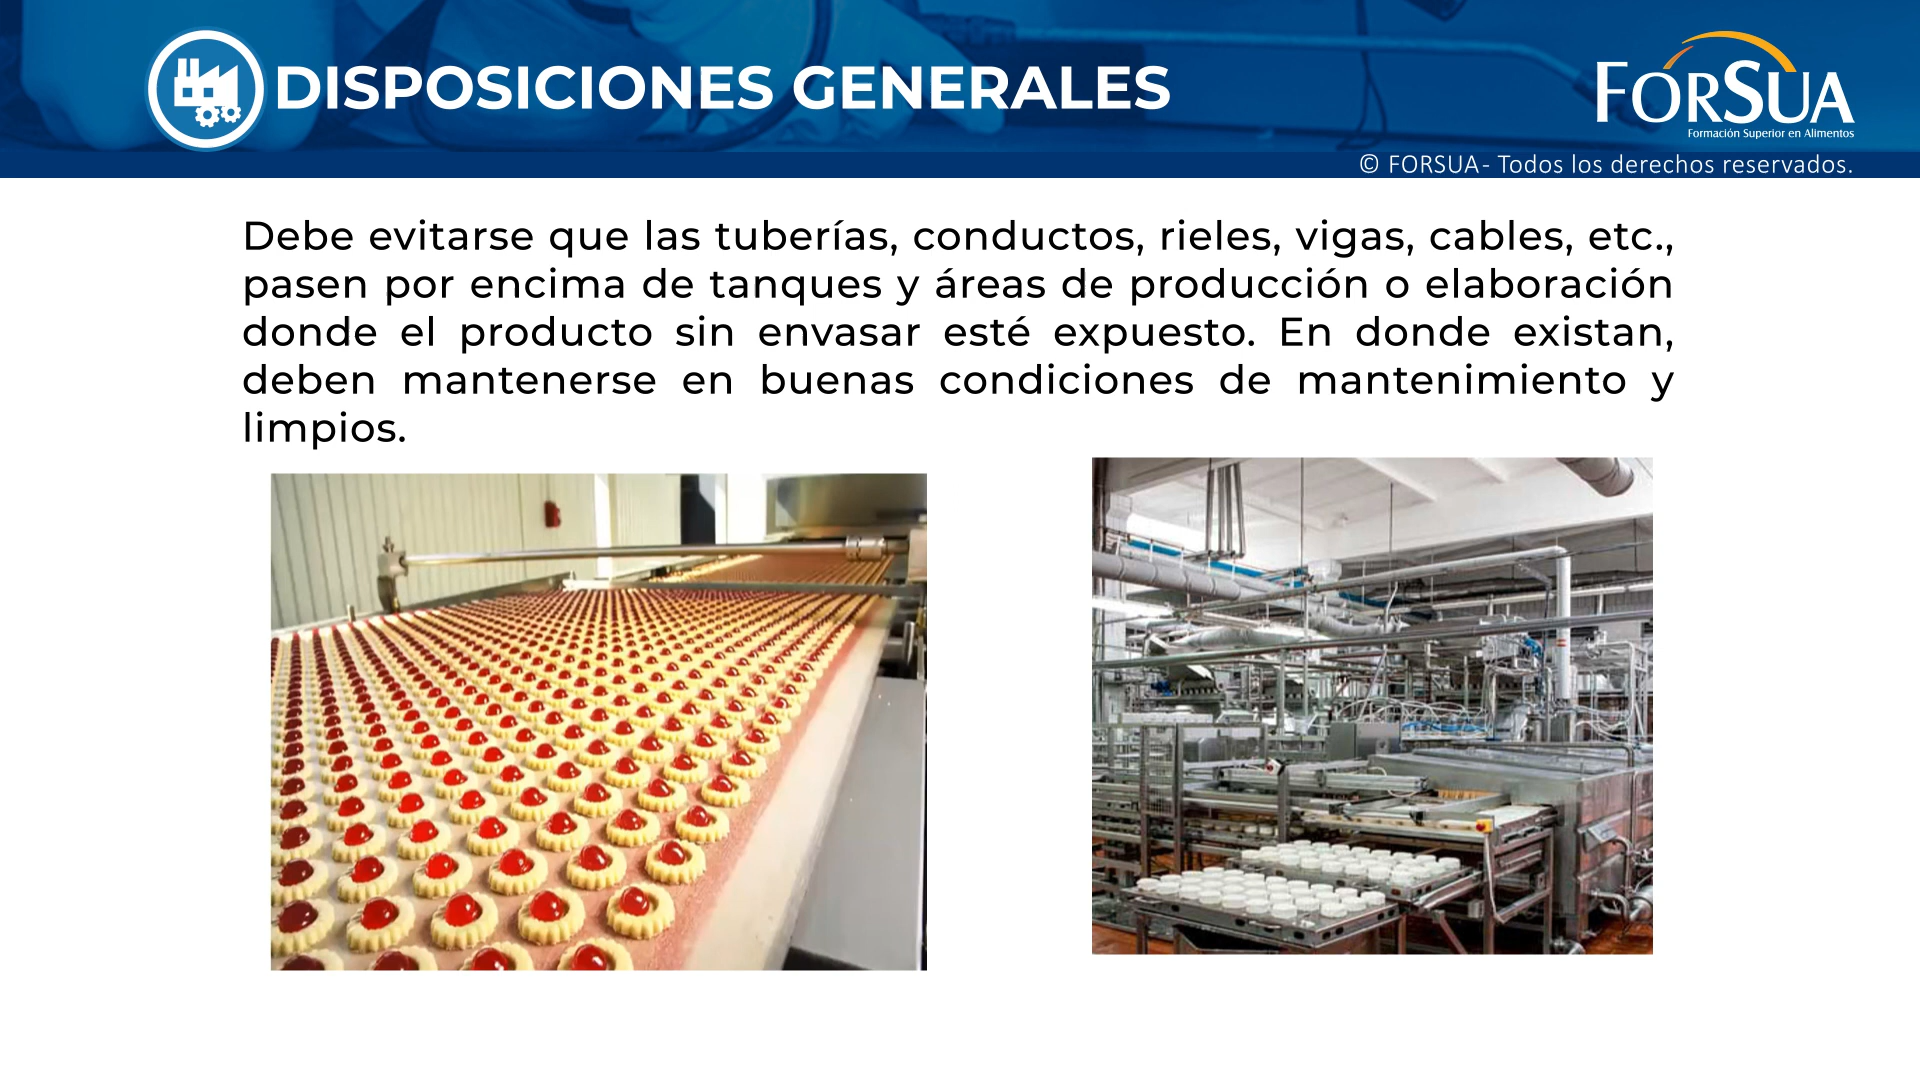 DISPOSICIONES GENERALES
FORSUA
Formación Superior en Alimentos
© FORSUA- Todos los derechos reservados.
Debe evitarse que las tuberías, conductos, rieles, vigas, cables, etc.,
pasen por encima de tanques y áreas de producción o elaboración
donde el producto sin envasar esté expuesto. En donde existan,
deben mantenerse en buenas condiciones de mantenimiento y
limpios.